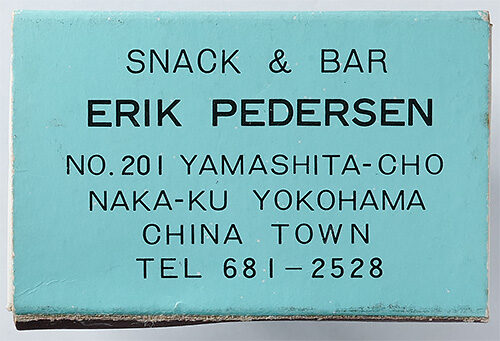 SNACK & BAR
ERIK PEDERSEN
NO. 201 YAMASHITA-CHO
NAKA-KU YOKOHAMA
CHINA TOWN
TEL 681-2528